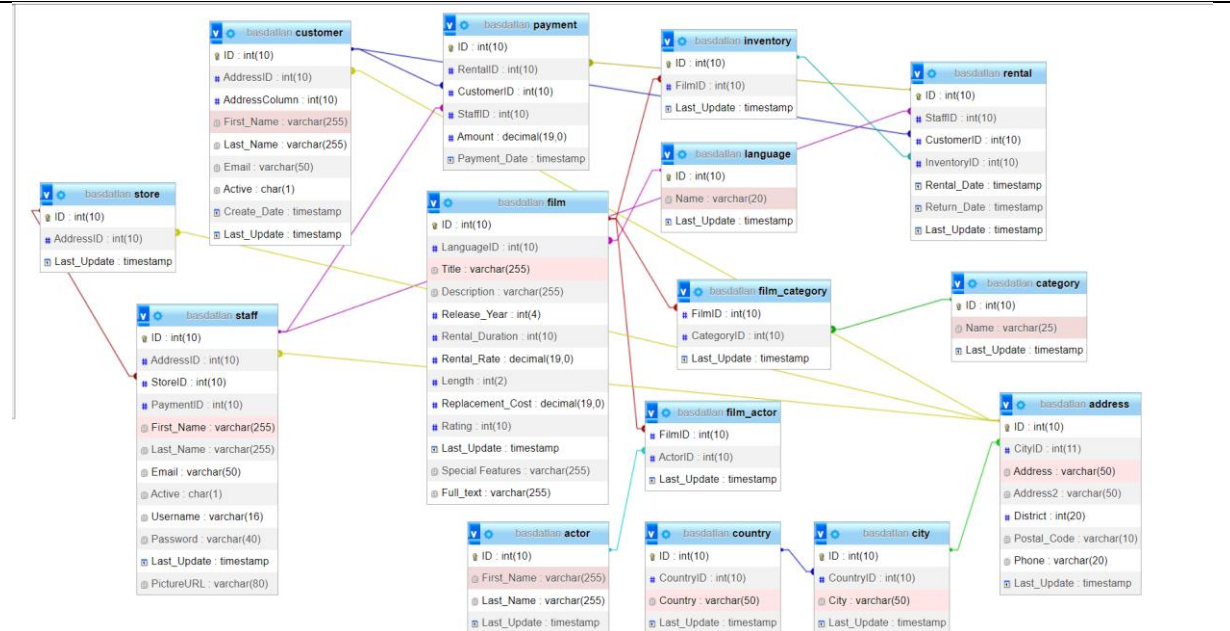 basdatlan customer
ID : int(10)
AddressID : int(10)
AddressColumn : int(10)
First_Name : varchar(255)
Last_Name : varchar(255)
Email : varchar(50)
Active : char(1)
Create_Date : timestamp
Last_Update : timestamp
basdatlan payment
ID : int(10)
RentalID : int(10)
CustomerID : int(10)
StaffID : int(10)
Amount : decimal(19,0)
Payment_Date : timestamp
basdatlan inventory
ID : int(10)
FilmID : int(10)
Last_Update : timestamp
basdatlan rental
ID : int(10)
StaffID : int(10)
CustomerID : int(10)
InventoryID : int(10)
Rental_Date : timestamp
Return_Date : timestamp
Last_Update : timestamp
basdatlan language
ID : int(10)
Name : varchar(20)
Last_Update : timestamp
basdatlan store
ID : int(10)
AddressID : int(10)
Last_Update : timestamp
basdatlan film
ID : int(10)
LanguageID : int(10)
Title : varchar(255)
Description : varchar(255)
Release_Year : int(4)
Rental_Duration : int(10)
Rental_Rate : decimal(19,0)
Length : int(2)
Replacement_Cost : decimal(19,0)
Rating : int(10)
Last_Update : timestamp
Special Features : varchar(255)
Full_text : varchar(255)
basdatlan film_category
FilmID : int(10)
CategoryID : int(10)
Last_Update : timestamp
basdatlan category
ID : int(10)
Name : varchar(25)
Last_Update : timestamp
basdatlan staff
ID : int(10)
AddressID : int(10)
StoreID : int(10)
PaymentID : int(10)
First_Name : varchar(255)
Last_Name : varchar(255)
Email : varchar(50)
Active : char(1)
Username : varchar(16)
Password : varchar(40)
Last_Update : timestamp
PictureURL : varchar(80)
basdatlan film_actor
FilmID : int(10)
ActorID : int(10)
Last_Update : timestamp
basdatlan address
ID : int(10)
CityID : int(11)
Address : varchar(50)
Address2 : varchar(50)
District : int(20)
Postal_Code : varchar(10)
Phone : varchar(20)
Last_Update : timestamp
basdatlan actor
ID : int(10)
First_Name : varchar(255)
Last_Name : varchar(255)
Last_Update : timestamp
basdatlan country
ID : int(10)
CountryID : int(10)
Country : varchar(50)
Last_Update : timestamp
basdatlan city
ID : int(10)
CountryID : int(10)
City : varchar(50)
Last_Update : timestamp